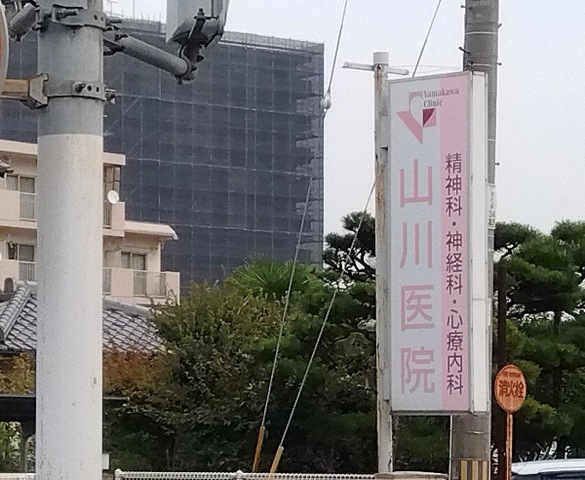 Yamakawa
Clinic
山川医院
精神科・神経科・心療内科
消火栓